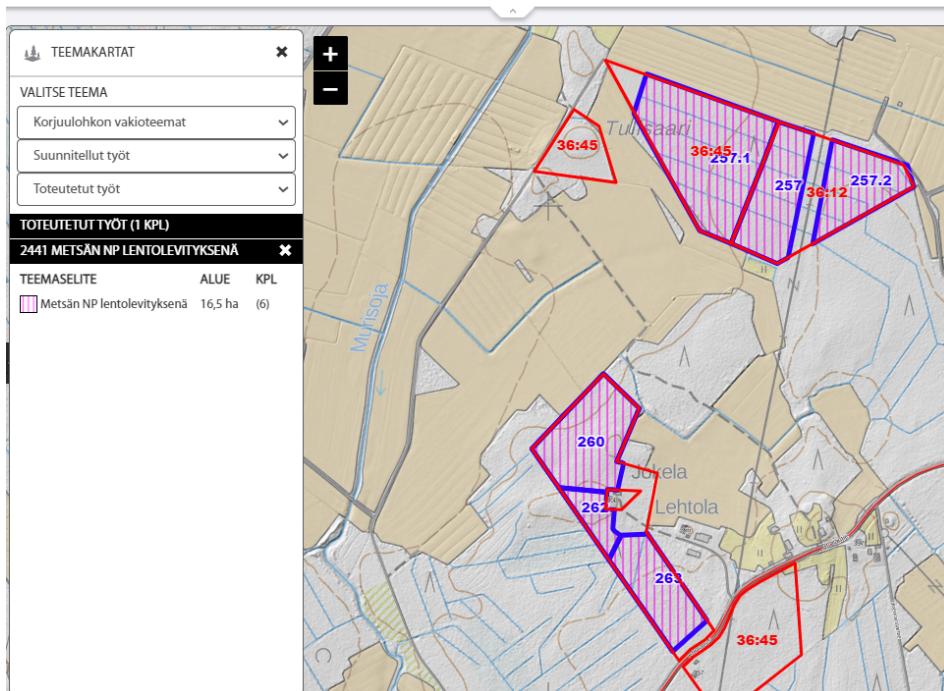 TEEMAKARTAT
VALITSE TEEMA
Korjuulohkon vakioteemat
Suunnitellut työt
Toteutetut työt
TOTEUTETUT TYÖT (1 KPL)
2441 METSÄN NP LENTOLEVITYKSENÄ
TEEMASELITE ALUE KPL
Metsän NP lentolevityksenä 16,5 ha (6)
+
−
Tulisaari
36:45
36:45
257.1
257
36:12
257.2
Murisoja
260
Jokela
262
Lehtola
263
36:45